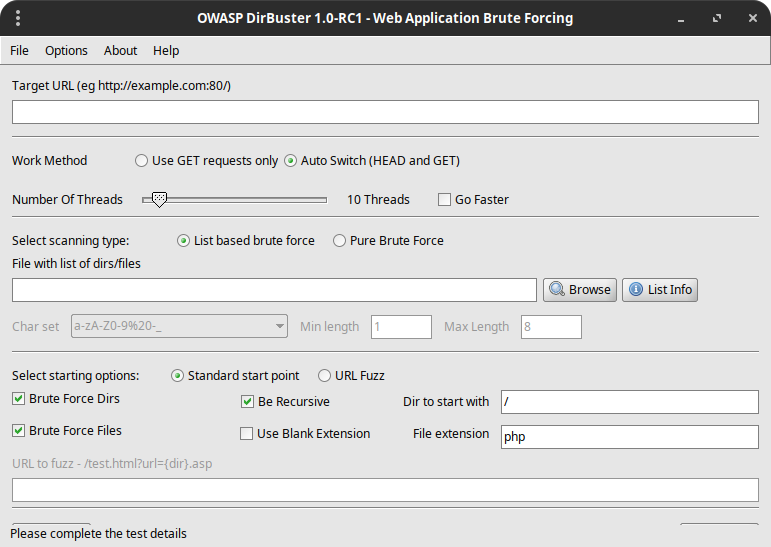 OWASP DirBuster 1.0-RC1 - Web Application Brute Forcing
File Options About Help
Target URL (eg http://example.com:80/)
Work Method Use GET requests only Auto Switch (HEAD and GET)
Number Of Threads 10 Threads Go Faster
Select scanning type: List based brute force Pure Brute Force
File with list of dirs/files
Browse List Info
Char set a-zA-Z0-9%20-_ Min length 1 Max Length 8
Select starting options: Standard start point URL Fuzz
Brute Force Dirs Be Recursive Dir to start with /
Brute Force Files Use Blank Extension File extension php
URL to fuzz - /test.html?url={dir}.asp
Please complete the test details